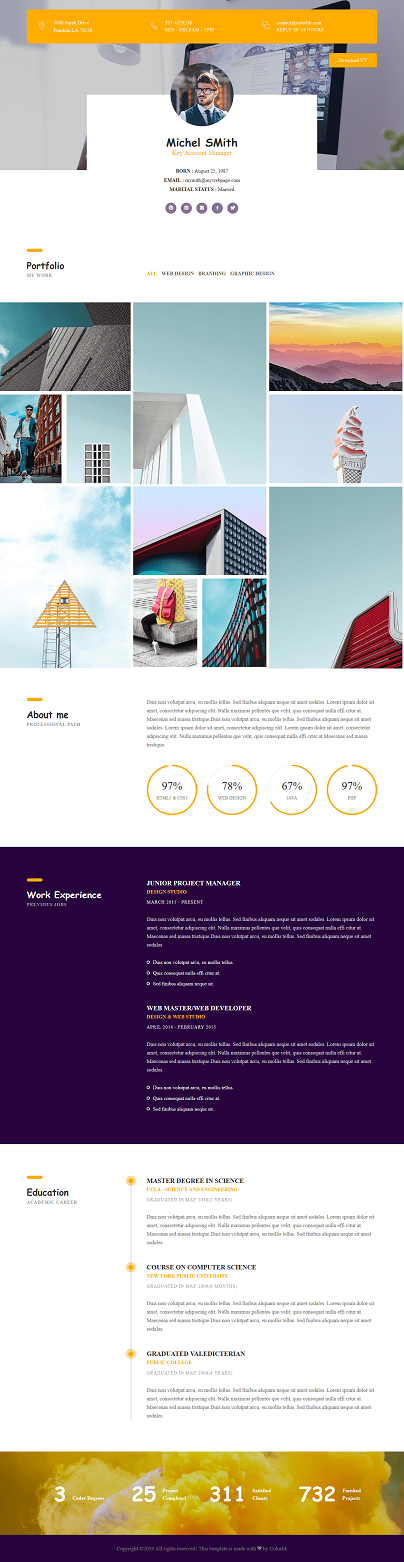 3008 Sarah Drive
Franklin,LA 70538
337-4139538
MON - FRI,8AM - 7PM
contact@colorlib.com
REPLY IN 24 HOURS
Download CV
Michel SMith
Key Account Manager
BORN : August 25, 1987
EMAIL : mymith@mywebpage.com
MARITAL STATUS : Married
Portfolio
MY WORK
ALL WEB DESIGN BRANDING GRAPHIC DESIGN
About me
PROFESSIONAL PATH
Duis non volutpat arcu, eu mollis tellus. Sed finibus aliquam neque sit amet sodales. Lorem ipsum dolor sit
amet, consectetur adipiscing elit. Nulla maximus pellentes que velit, quis consequat nulla effi citur at.
Maecenas sed massa tristique.Duis non volutpat arcu, eu mollis tellus. Sed finibus aliquam neque sit amet
sodales. Lorem ipsum dolor sit amet, consectetur adipiscing elit. Nulla maximus pellentes
que velit, quis consequat nulla effi citur at. Maecenas sed massa
tristique.
97%
HTML5 & CSS3
78%
WEB DESIGN
67%
JAVA
97%
PHP
Work Experience
PREVIOUS JOBS
JUNIOR PROJECT MANAGER
DESIGN STUDIO
MARCH 2015 - PRESENT
Duis non volutpat arcu, eu mollis tellus. Sed finibus aliquam neque sit amet sodales. Lorem ipsum dolor sit
amet, consectetur adipiscing elit. Nulla maximus pellentes que velit, quis consequat nulla effi citur at.
Maecenas sed massa tristique.Duis non volutpat arcu, eu mollis tellus. Sed finibus aliquam neque sit amet
sodales.
Duis non volutpat arcu, eu mollis tellus.
Quis consequat nulla effi citur at.
Sed finibus aliquam neque sit.
WEB MASTER/WEB DEVELOPER
DESIGN & WEB STUDIO
APRIL 2014 - FEBRUARY 2015
Duis non volutpat arcu, eu mollis tellus. Sed finibus aliquam neque sit amet sodales. Lorem ipsum dolor sit
amet, consectetur adipiscing elit. Nulla maximus pellentes que velit, quis consequat nulla effi citur at.
Maecenas sed massa tristique.Duis non volutpat arcu, eu mollis tellus. Sed finibus aliquam neque sit amet
sodales.
Duis non volutpat arcu, eu mollis tellus.
Quis consequat nulla effi citur at.
Sed finibus aliquam neque sit.
Education
ACADEMIC CAREER
MASTER DEGREE IN SCIENCE
UCLA - SCIENCE AND ENGINEERING
GRADUATED IN MAY 2010(2 YEARS)
Duis non volutpat arcu, eu mollis tellus. Sed finibus aliquam neque sit amet sodales. Lorem ipsum dolor sit
amet, consectetur adipiscing elit. Nulla maximus pellentes que velit, quis consequat nulla effi citur at.
Maecenas sed massa tristique.Duis non volutpat arcu, eu mollis tellus. Sed finibus aliquam neque sit amet
sodales.
COURSE ON COMPUTER SCIENCE
NEW YORK PUBLIC UNIVERSITY
GRADUATED IN MAY 2009(6 MONTHS)
Duis non volutpat arcu, eu mollis tellus. Sed finibus aliquam neque sit amet sodales. Lorem ipsum dolor sit
amet, consectetur adipiscing elit. Nulla maximus pellentes que velit, quis consequat nulla effi citur at.
Maecenas sed massa tristique.Duis non volutpat arcu, eu mollis tellus. Sed finibus aliquam neque sit amet
sodales.
GRADUATED VALEDICTERIAN
PUBLIC COLLEGE
Duis non volutpat arcu, eu mollis tellus. Sed finibus aliquam neque sit amet sodales. Lorem ipsum dolor sit
amet, consectetur adipiscing elit. Nulla maximus pellentes que velit, quis consequat nulla effi citur at.
Maecenas sed massa tristique.Duis non volutpat arcu, eu mollis tellus. Sed finibus aliquam neque sit amet
sodales.
3
Coder Degrees
25
Project
Completed
311
Satisfied
Clients
732
Finished
Projects
Copyright ©2019 All rights reserved | This template is made with ♥ by Colorlib